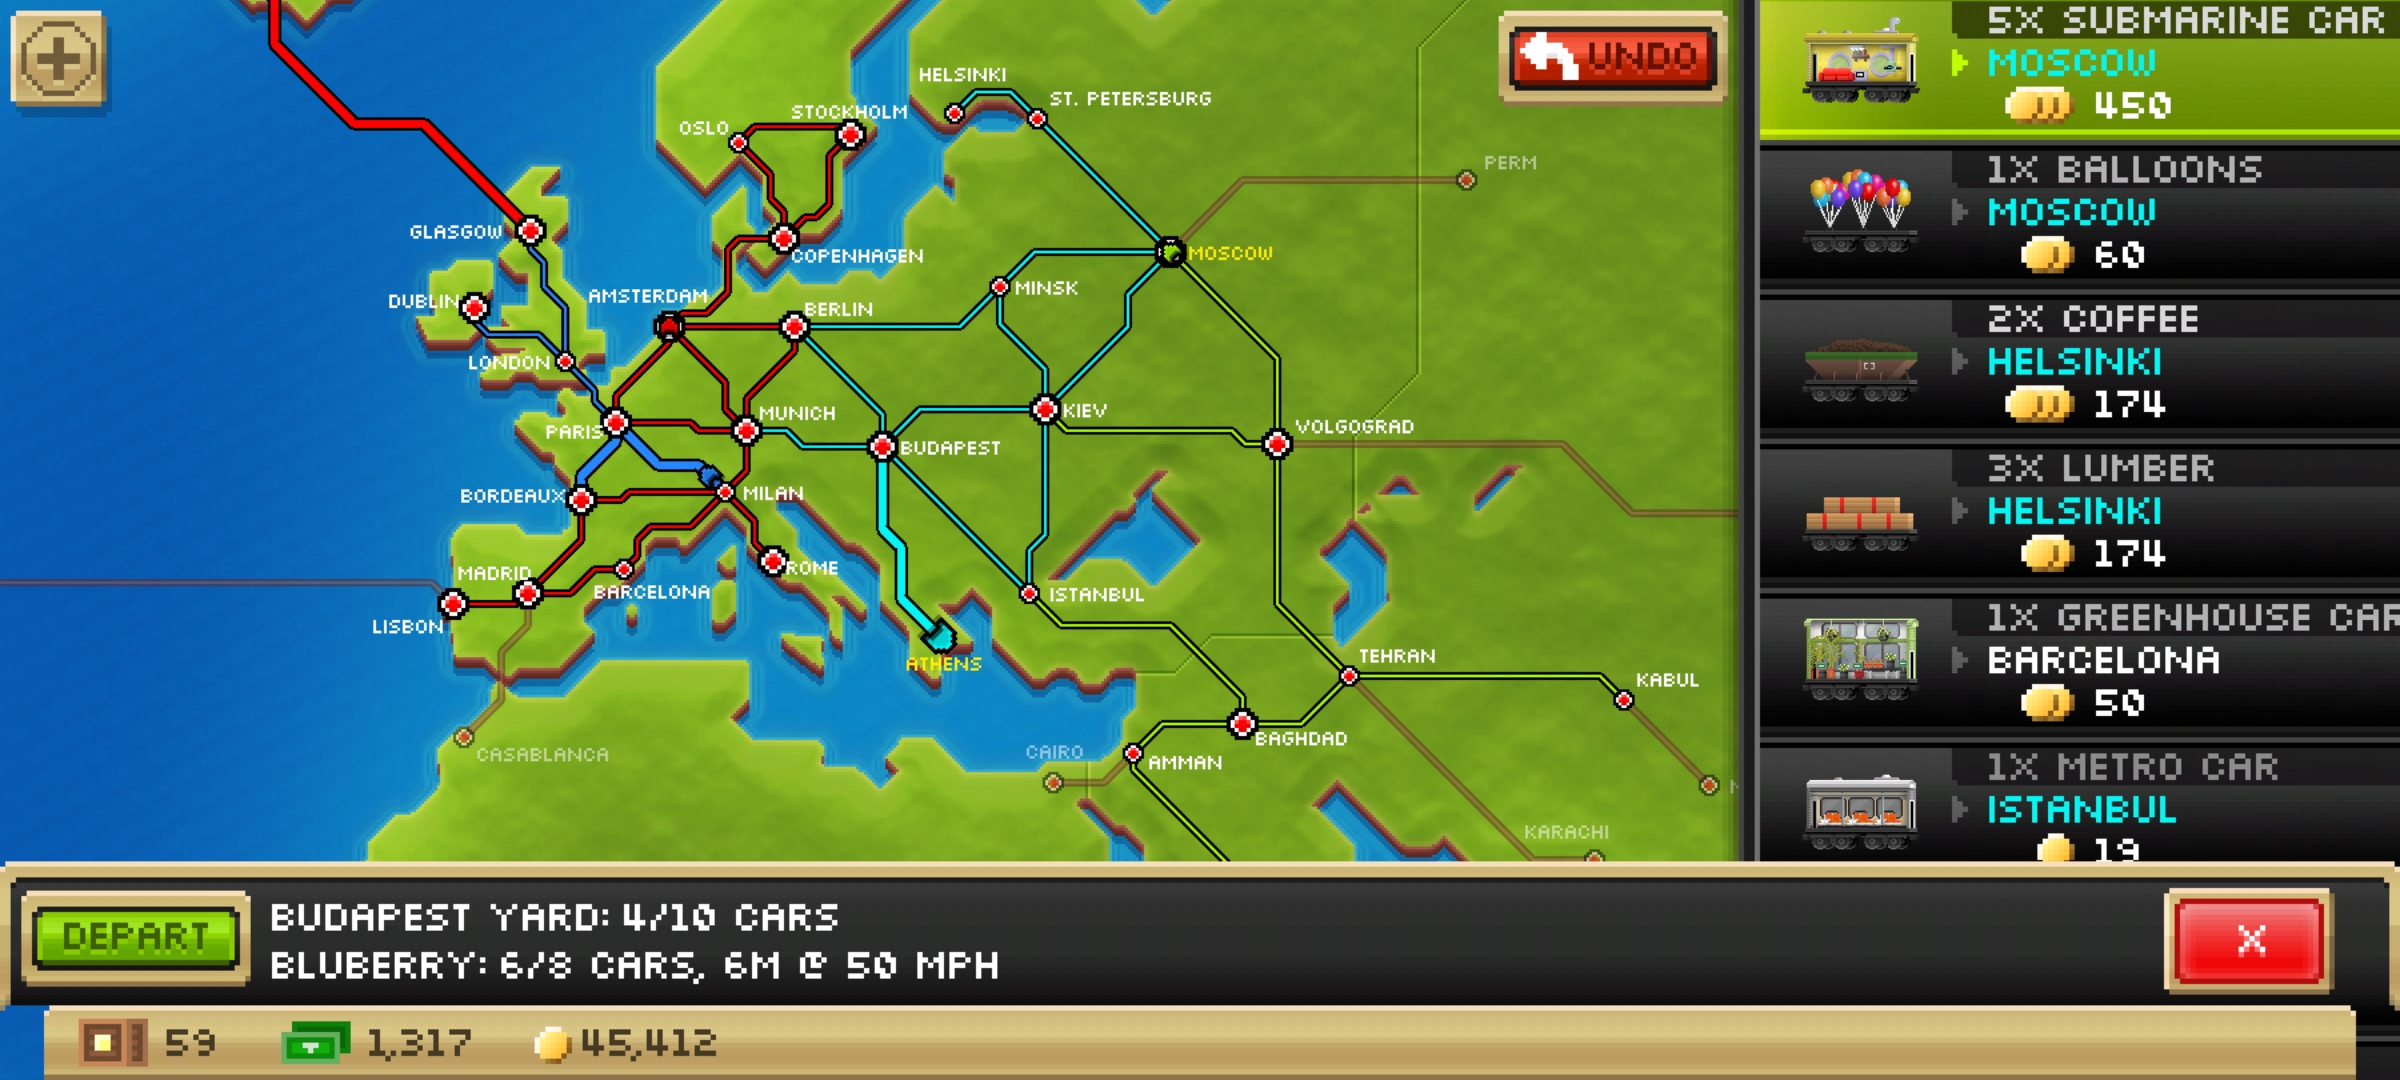 HELSINKI
ST. PETERSBURG
STOCKHOLM
OSLO
PERM
GLASGOW
COPENHAGEN
MOSCOW
DUBLIN
AMSTERDAM
BERLIN
MINSK
LONDON
MUNICH
KIEV
PARIS
BUDAPEST
VOLGOGRAD
BORDEAUX
MILAN
MADRID
ROME
BARCELONA
ISTANBUL
LISBON
ATHENS
TEHRAN
KABUL
CASABLANCA
CAIRO
BAGHDAD
AMMAN
KARACHI
UNDO
5X SUBMARINE CAR
MOSCOW
450
1X BALLOONS
MOSCOW
60
2X COFFEE
HELSINKI
174
3X LUMBER
HELSINKI
174
1X GREENHOUSE CAR
BARCELONA
50
1X METRO CAR
ISTANBUL
19
DEPART
BUDAPEST YARD: 4/10 CARS
BLUBERRY: 6/8 CARS, 6M @ 50 MPH
X
59
1,317
45,412